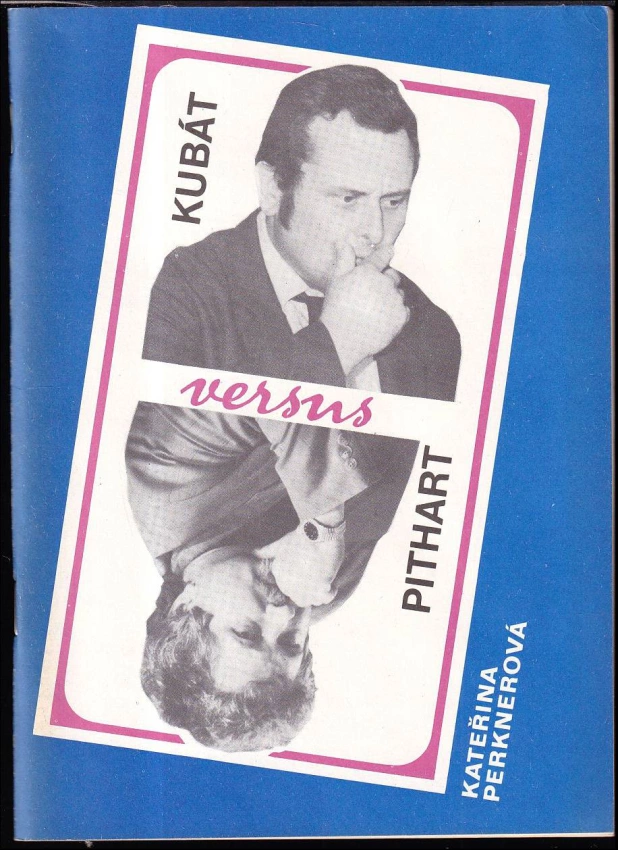 KUBÁT
versus
PITHART
KATEŘINA
PERKNEROVÁ